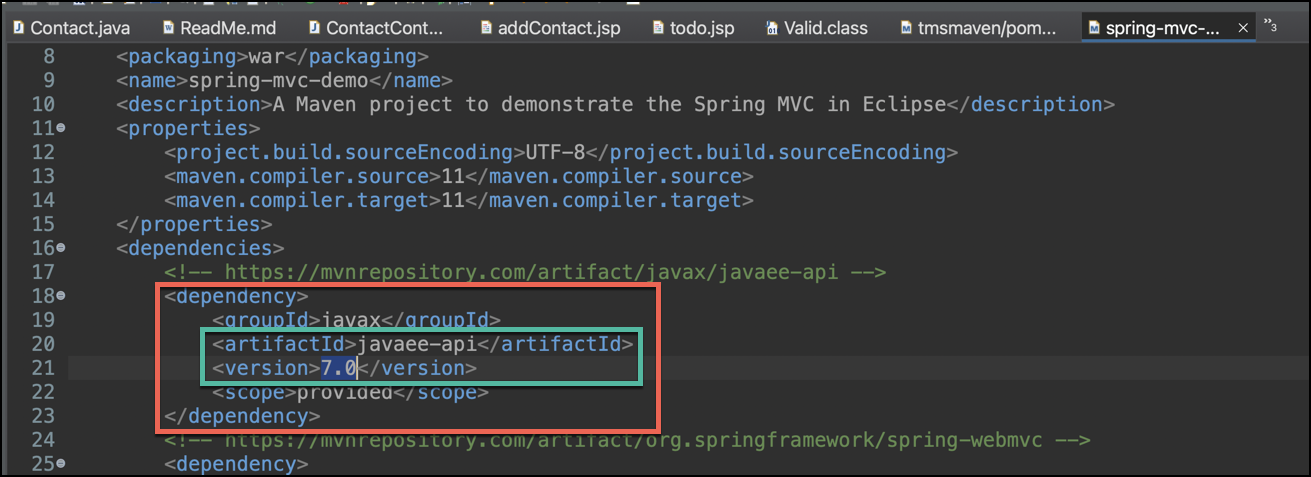 Contact.java ReadMe.md ContactCont... addContact.jsp todo.jsp Valid.class tmsmaven/pom... spring-mvc-... 3
8 <packaging>war</packaging>
9 <name>spring-mvc-demo</name>
10 <description>A Maven project to demonstrate the Spring MVC in Eclipse</description>
11 <properties>
12 <project.build.sourceEncoding>UTF-8</project.build.sourceEncoding>
13 <maven.compiler.source>11</maven.compiler.source>
14 <maven.compiler.target>11</maven.compiler.target>
15 </properties>
16 <dependencies>
17 <!-- https://mvnrepository.com/artifact/javax/javaee-api -->
18 <dependency>
19 <groupId>javax</groupId>
20 <artifactId>javaee-api</artifactId>
21 <version>7.0</version>
22 <scope>provided</scope>
23 </dependency>
24 <!-- https://mvnrepository.com/artifact/org.springframework/spring-webmvc -->
25 <dependency>